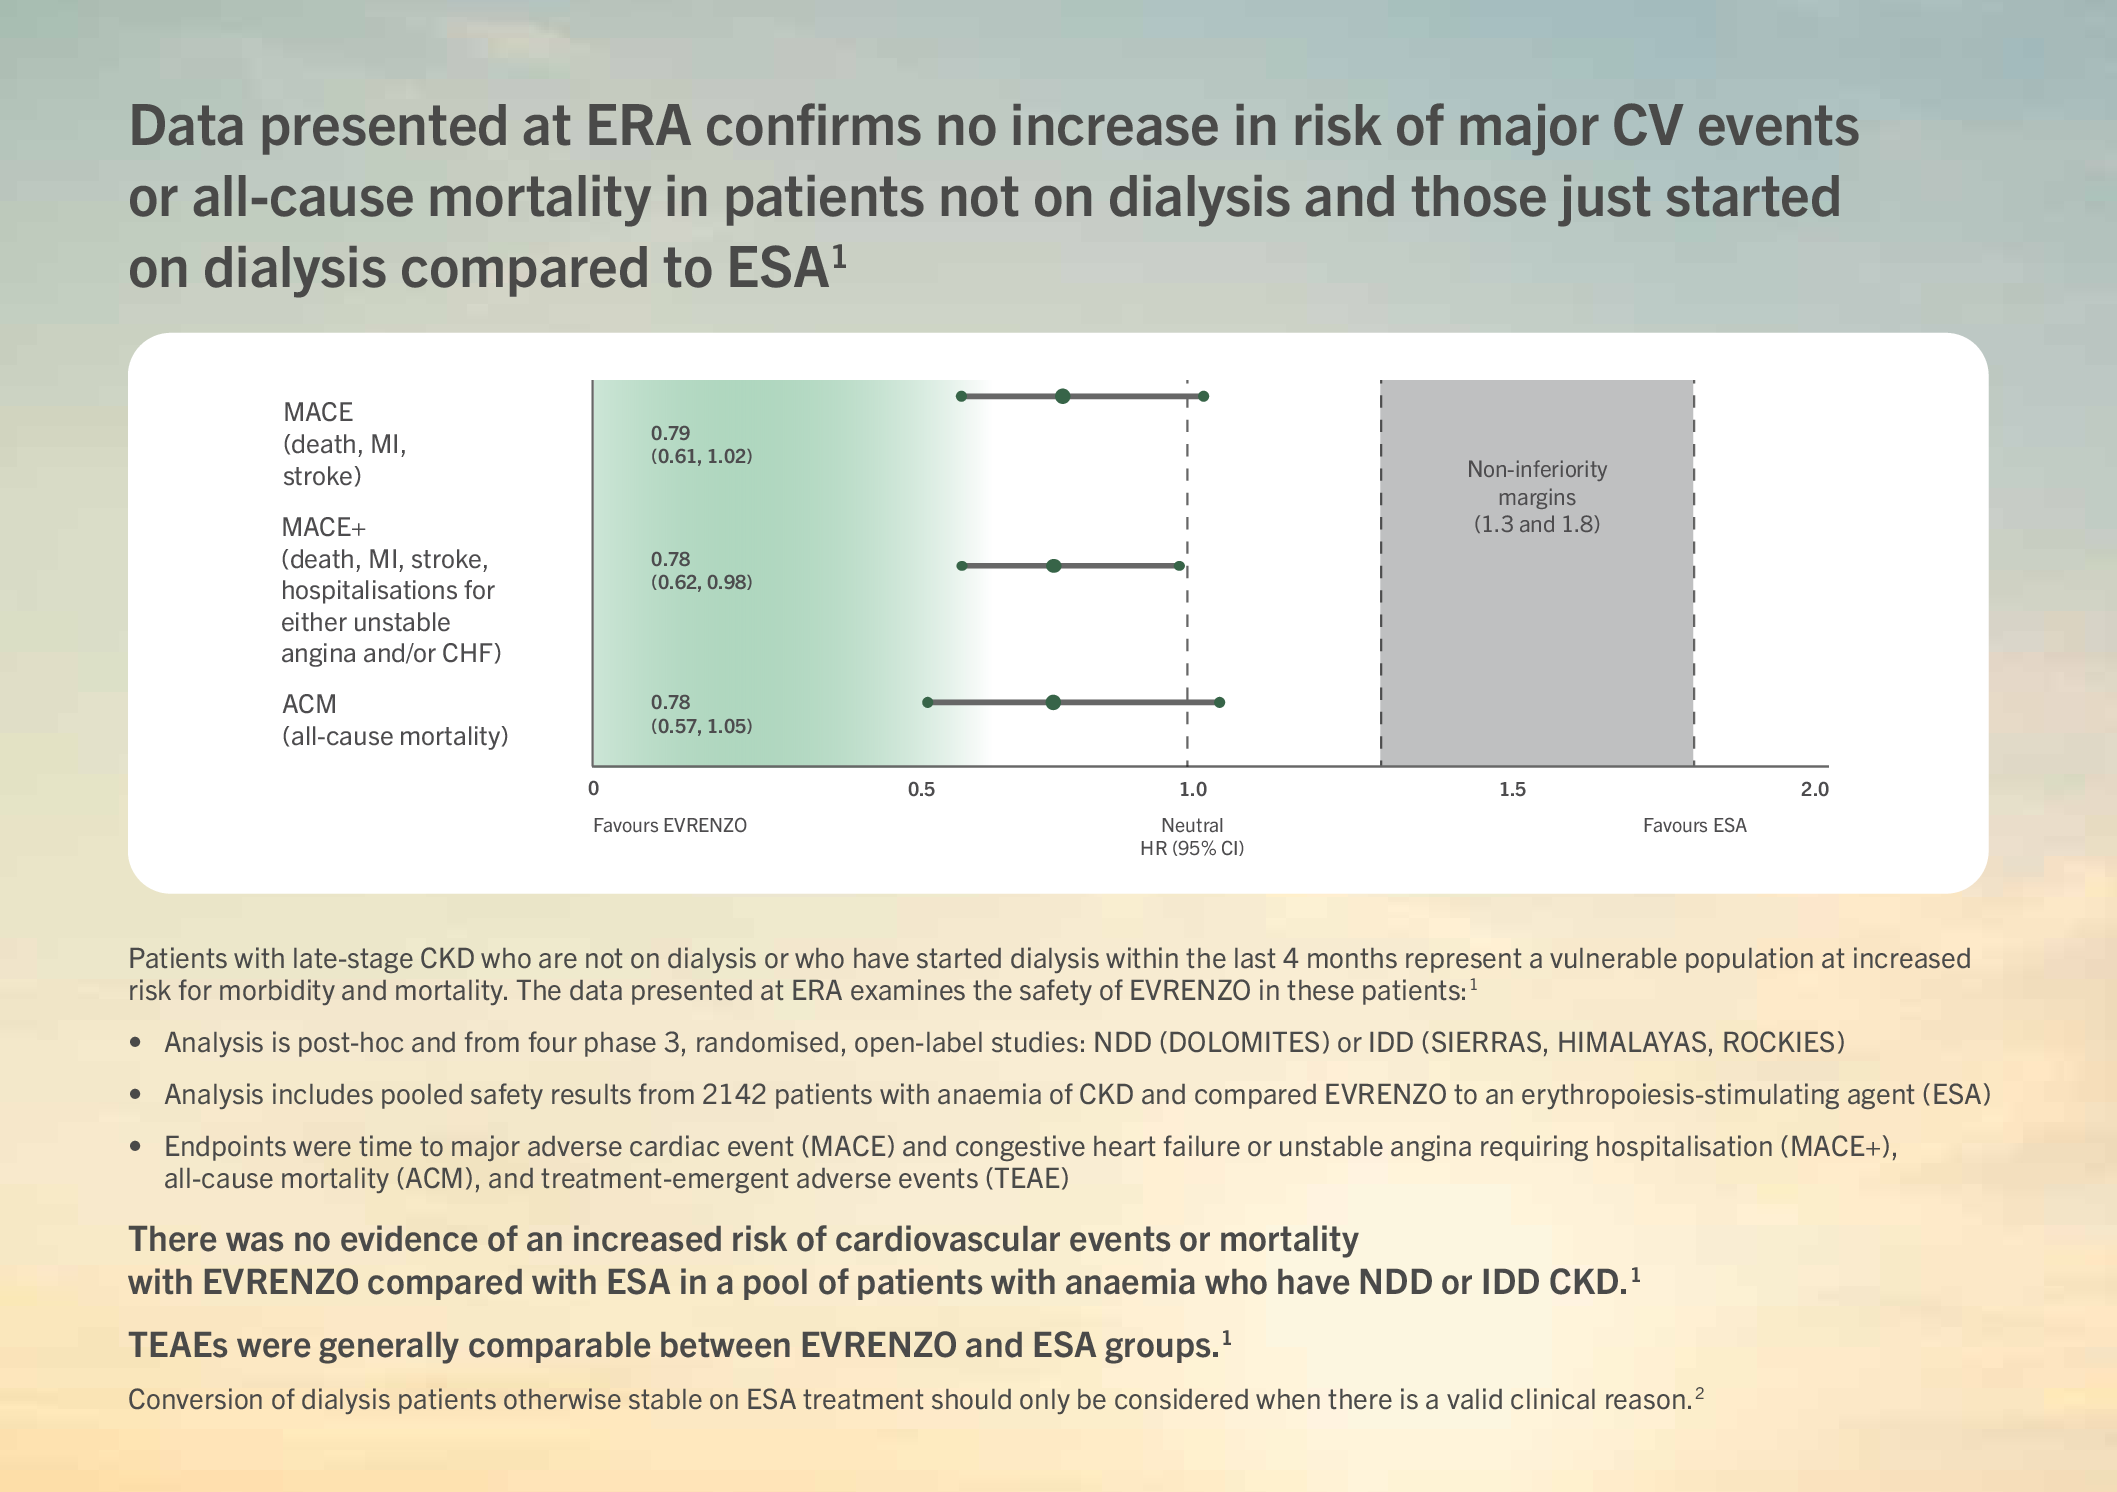 Data presented at ERA confirms no increase in risk of major CV events
or all-cause mortality in patients not on dialysis and those just started
on dialysis compared to ESA¹
MACE
(death, MI,
stroke)
0.79
(0.61, 1.02)
MACE+
(death, MI, stroke,
hospitalisations for
either unstable
angina and/or CHF)
0.78
(0.62, 0.98)
ACM
(all-cause mortality)
0.78
(0.57, 1.05)
Non-inferiority
margins
(1.3 and 1.8)
0 0.5 1.0 1.5 2.0
Favours EVRENZO Neutral Favours ESA
HR (95% CI)
Patients with late-stage CKD who are not on dialysis or who have started dialysis within the last 4 months represent a vulnerable population at increased
risk for morbidity and mortality. The data presented at ERA examines the safety of EVRENZO in these patients:¹
• Analysis is post-hoc and from four phase 3, randomised, open-label studies: NDD (DOLOMITES) or IDD (SIERRAS, HIMALAYAS, ROCKIES)
• Analysis includes pooled safety results from 2142 patients with anaemia of CKD and compared EVRENZO to an erythropoiesis-stimulating agent (ESA)
• Endpoints were time to major adverse cardiac event (MACE) and congestive heart failure or unstable angina requiring hospitalisation (MACE+),
all-cause mortality (ACM), and treatment-emergent adverse events (TEAE)
There was no evidence of an increased risk of cardiovascular events or mortality
with EVRENZO compared with ESA in a pool of patients with anaemia who have NDD or IDD CKD.¹
TEAEs were generally comparable between EVRENZO and ESA groups.¹
Conversion of dialysis patients otherwise stable on ESA treatment should only be considered when there is a valid clinical reason.²